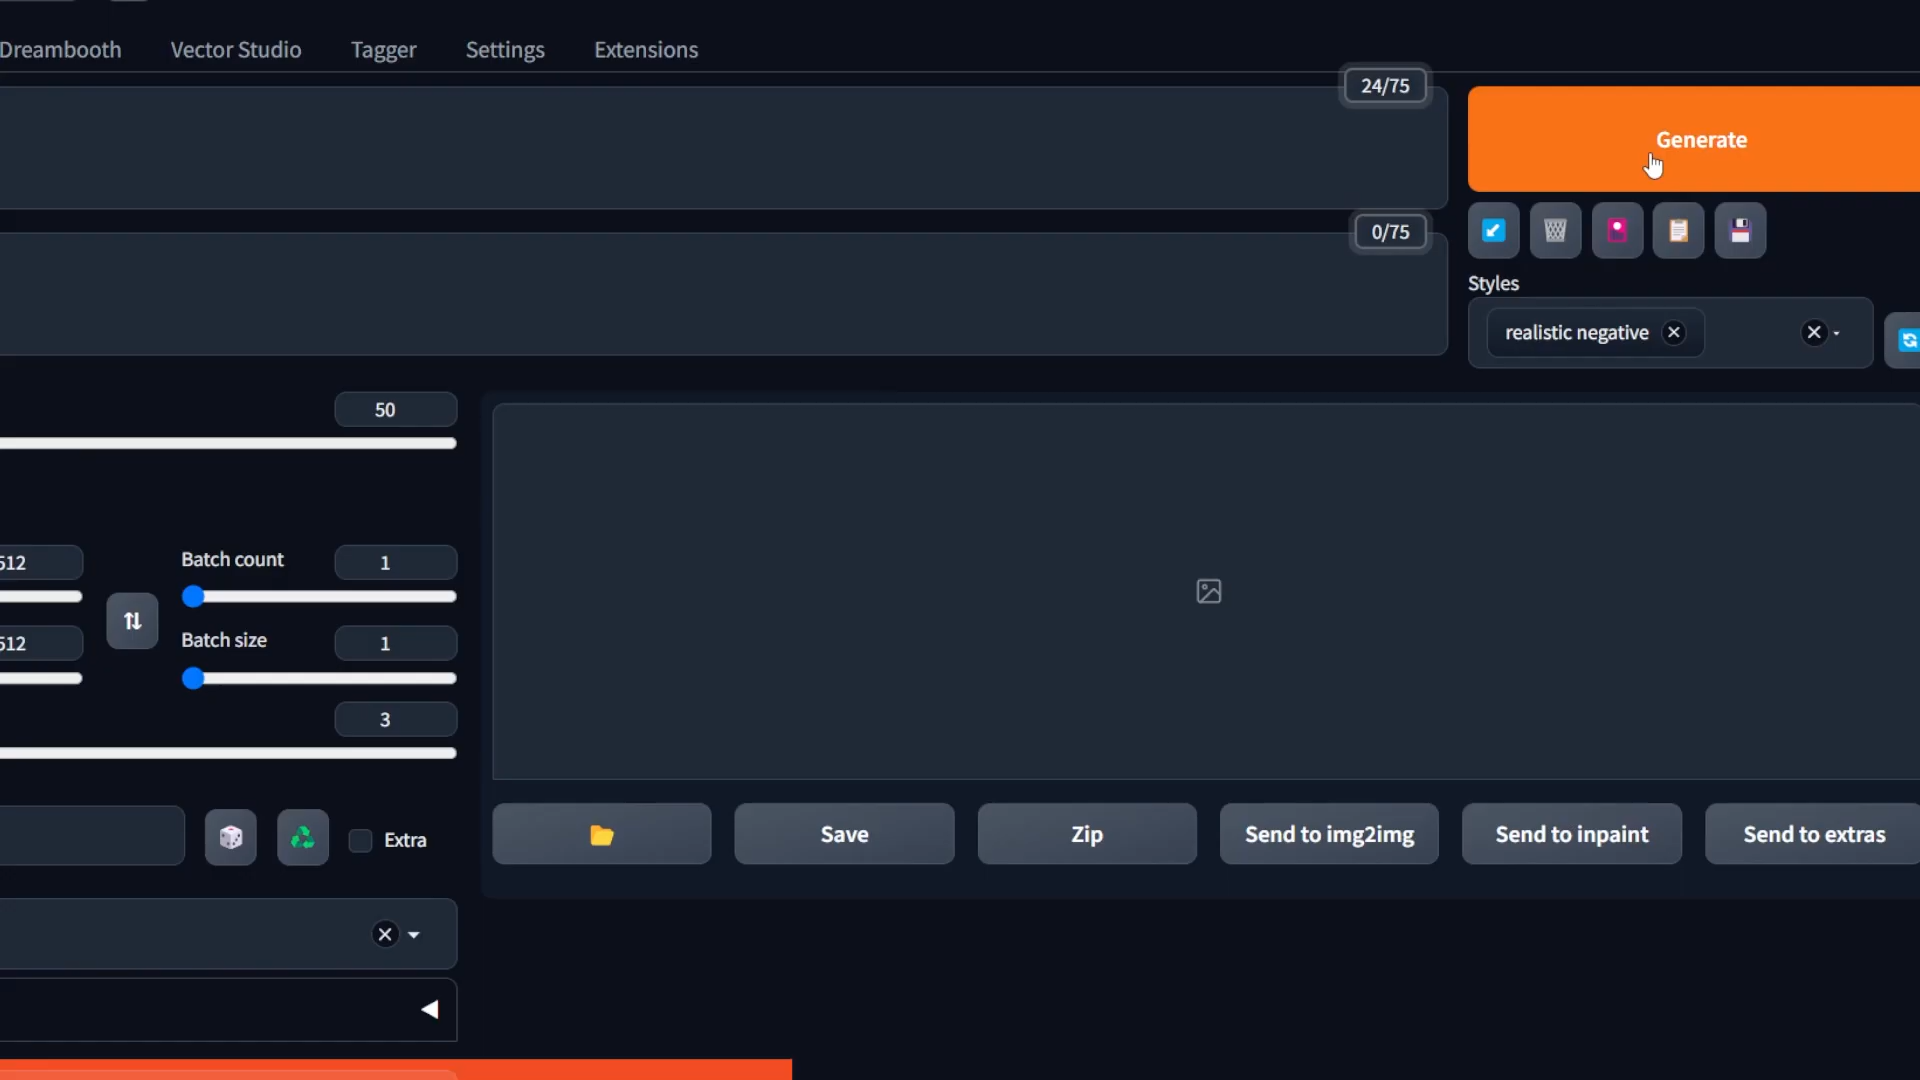 Dreambooth Vector Studio Tagger Settings Extensions
24/75
Generate
0/75
Styles
realistic negative
50
512 Batch count 1
512 Batch size 1
3
Extra
Save Zip Send to img2img Send to inpaint Send to extras